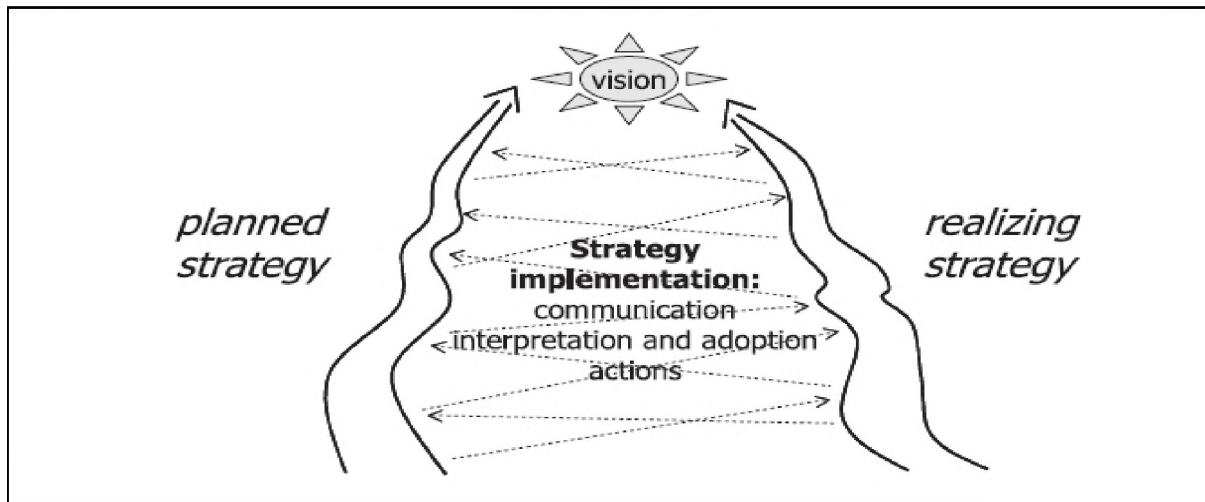 vision
planned
strategy
realizing
strategy
Strategy
implementation:
communication
interpretation and adoption
actions